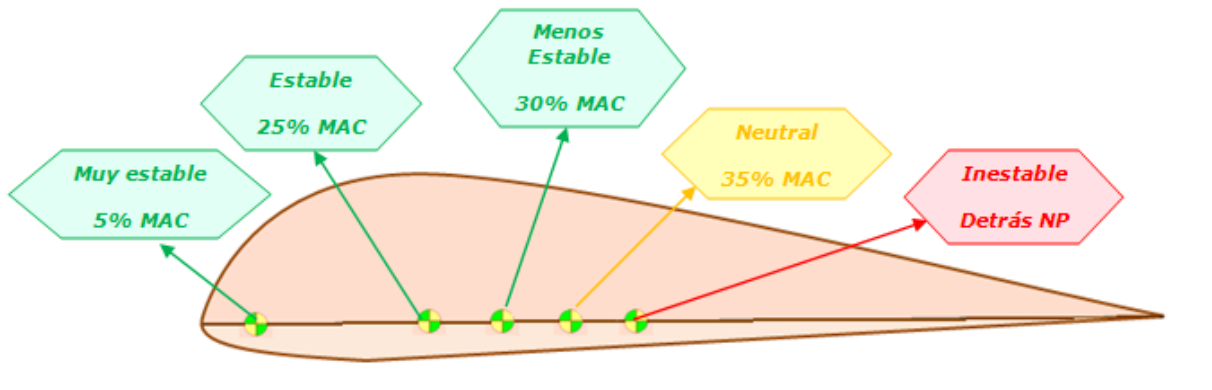 Muy estable
5% MAC
Estable
25% MAC
Menos
Estable
30% MAC
Neutral
35% MAC
Inestable
Detrás NP